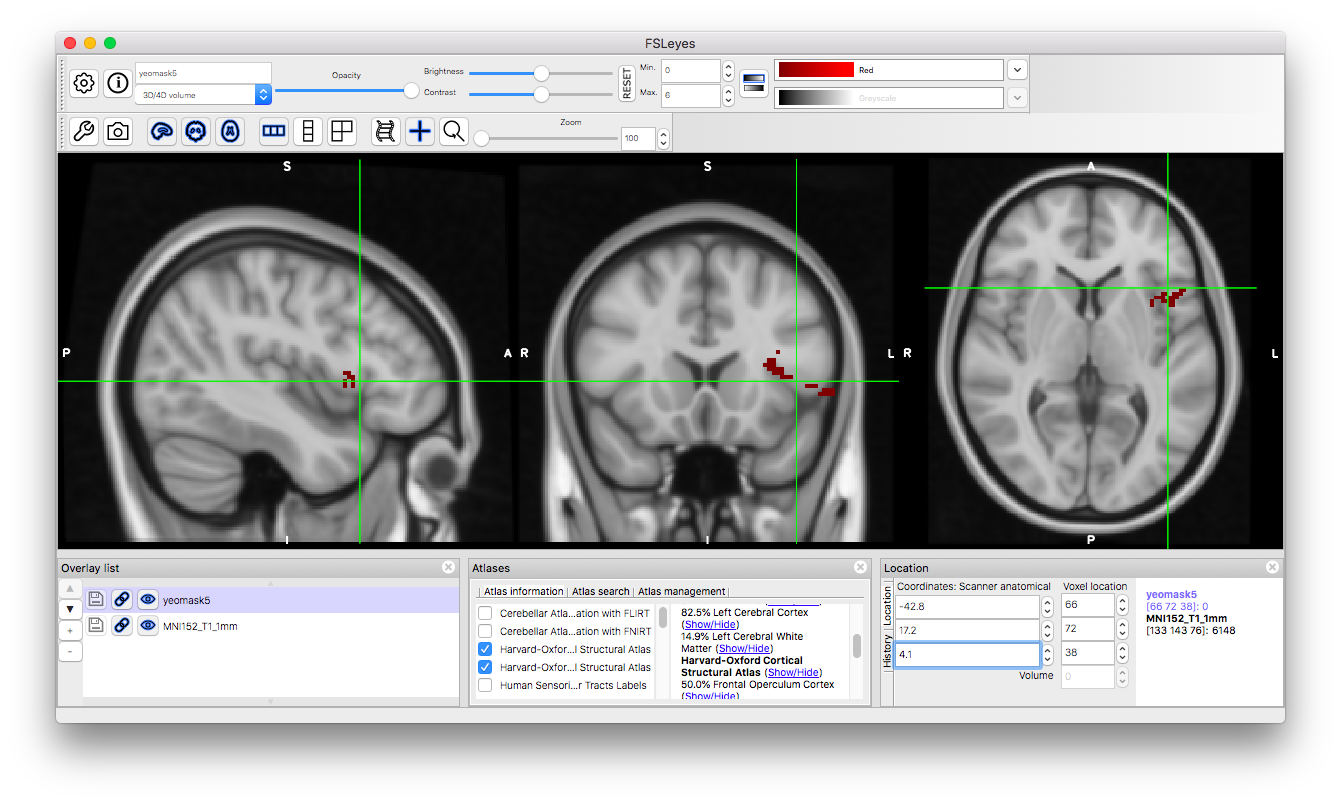 FSLeyes
yeomask5
3D/4D volume
Opacity
Brightness
Contrast
RESET
Min.
0
Max.
6
Red
Greyscale
Zoom
100
S
P
A
I
S
R
L
I
A
R
L
P
Overlay list
yeomask5
MNI152_T1_1mm
Atlases
Atlas information
Atlas search
Atlas management
Cerebellar Atla...ation with FLIRT
Cerebellar Atla...ation with FNIRT
Harvard-Oxfor...l Structural Atlas
Harvard-Oxfor...l Structural Atlas
Human Sensori...r Tracts Labels
82.5% Left Cerebral Cortex
(Show/Hide)
14.9% Left Cerebral White
Matter (Show/Hide)
Harvard-Oxford Cortical
Structural Atlas (Show/Hide)
50.0% Frontal Operculum Cortex
(Show/Hide)
Location
Location
History
Coordinates: Scanner anatomical
Voxel location
-42.8
66
17.2
72
4.1
38
Volume
0
yeomask5
[66 72 38]: 0
MNI152_T1_1mm
[133 143 76]: 6148